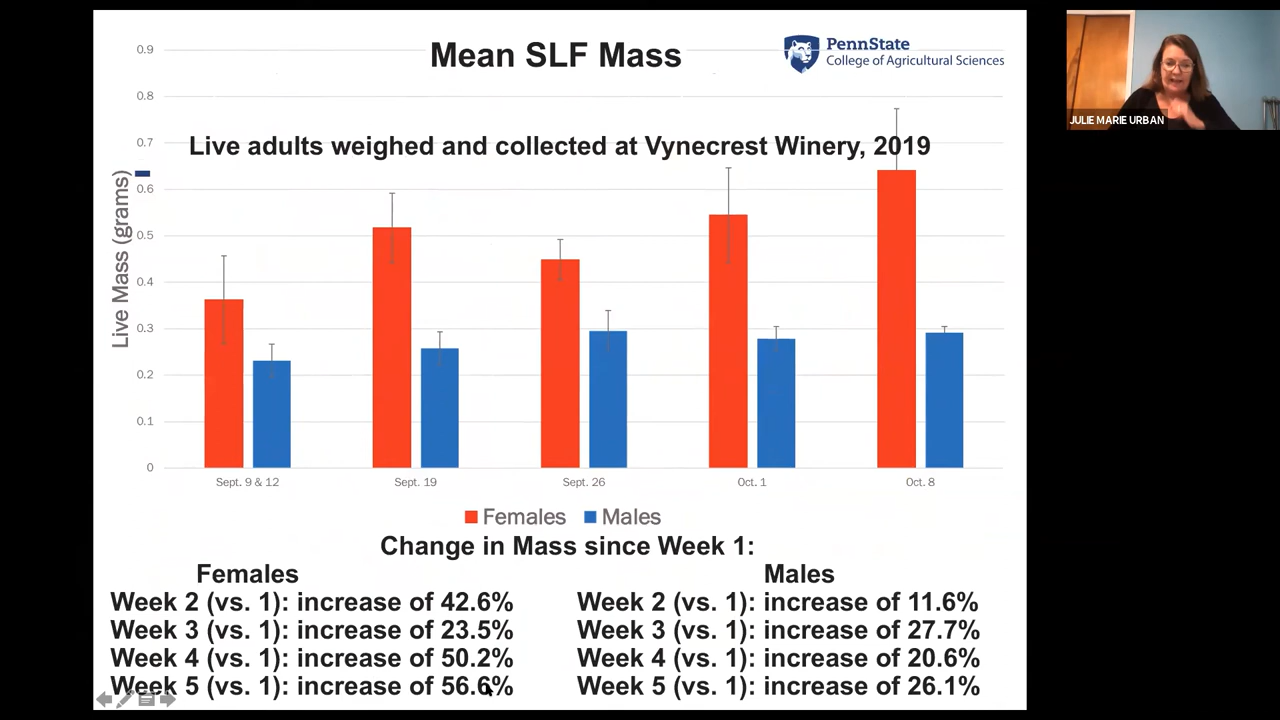 Mean SLF Mass
PennState
College of Agricultural Sciences
Live adults weighed and collected at Vynecrest Winery, 2019
Live Mass (grams)
0.9
0.8
0.7
0.6
0.5
0.4
0.3
0.2
0.1
0
Sept. 9 & 12
Sept. 19
Sept. 26
Oct. 1
Oct. 8
Females
Males
Change in Mass since Week 1:
Females
Week 2 (vs. 1): increase of 42.6%
Week 3 (vs. 1): increase of 23.5%
Week 4 (vs. 1): increase of 50.2%
Week 5 (vs. 1): increase of 56.6%
Males
Week 2 (vs. 1): increase of 11.6%
Week 3 (vs. 1): increase of 27.7%
Week 4 (vs. 1): increase of 20.6%
Week 5 (vs. 1): increase of 26.1%
JULIE MARIE URBAN